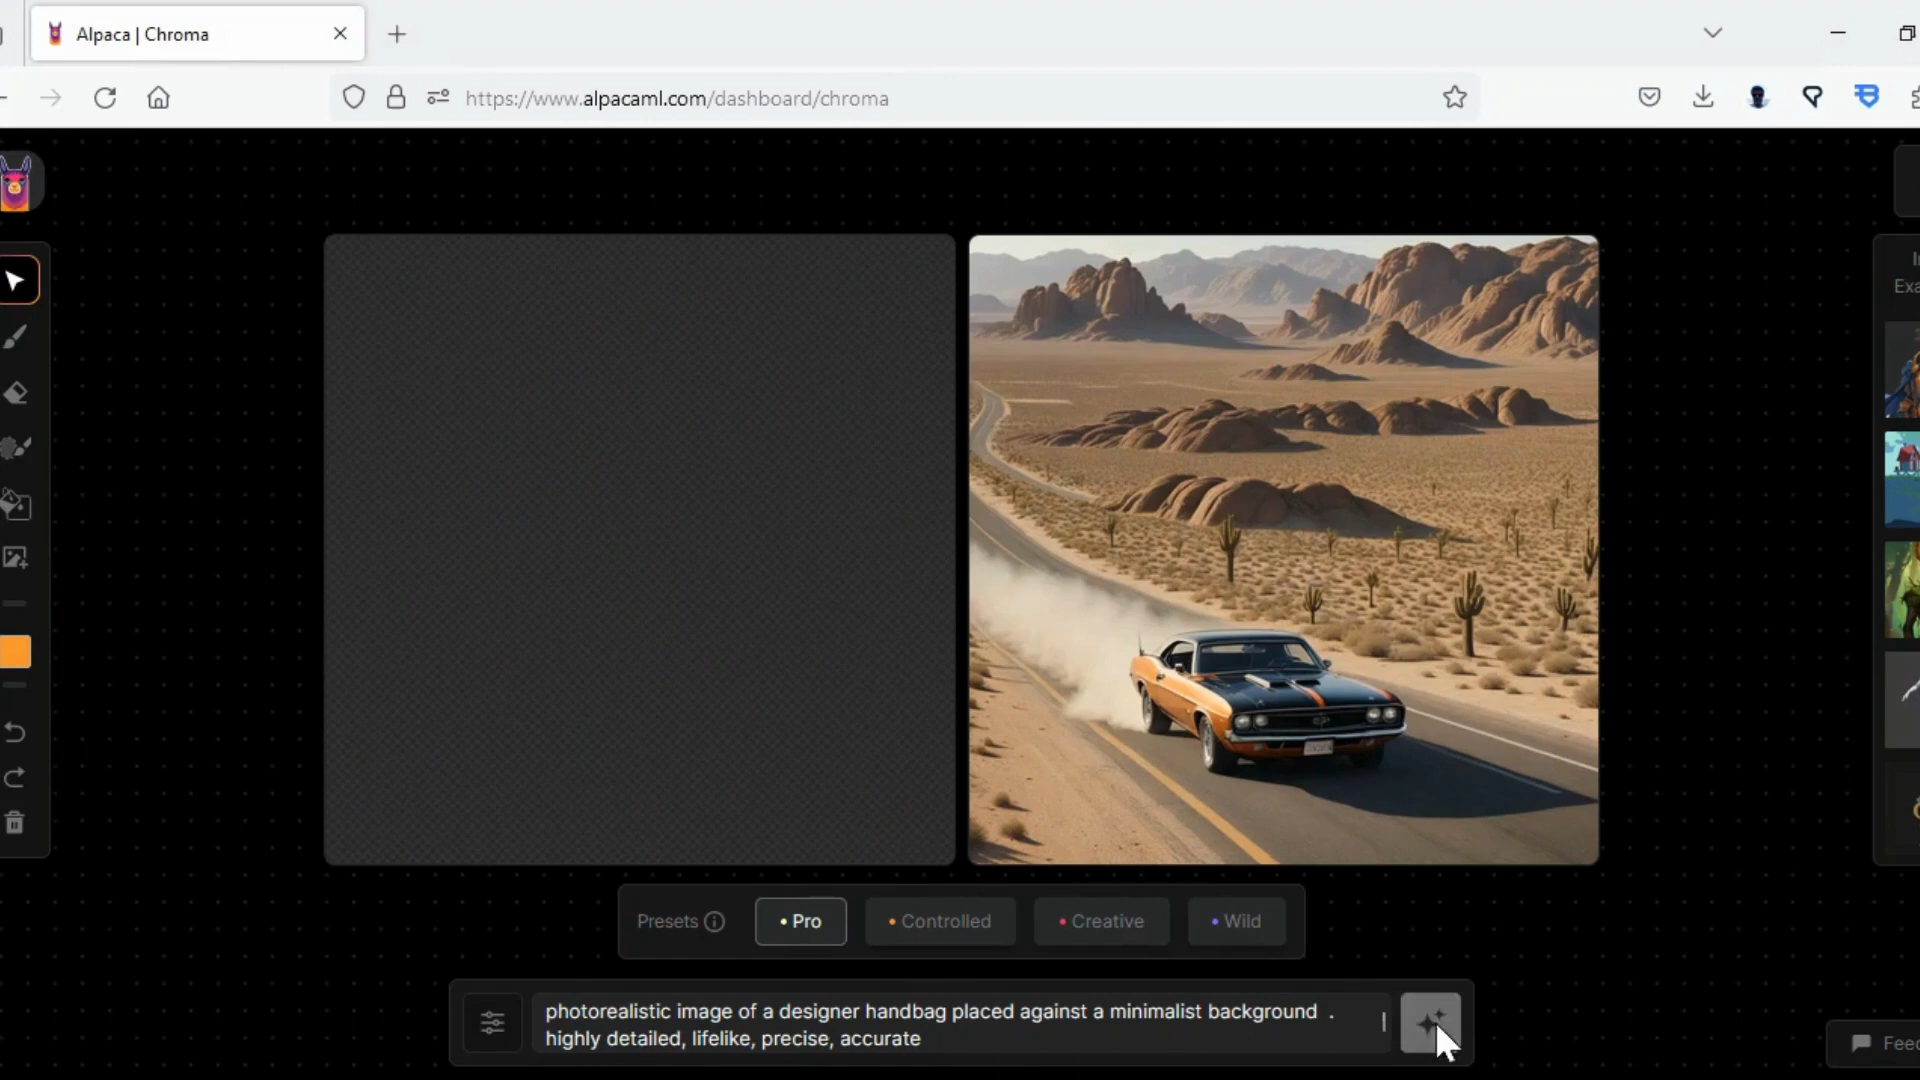 Alpaca | Chroma
https://www.alpacaml.com/dashboard/chroma
Presets
Pro
Controlled
Creative
Wild
photorealistic image of a designer handbag placed against a minimalist background .
highly detailed, lifelike, precise, accurate